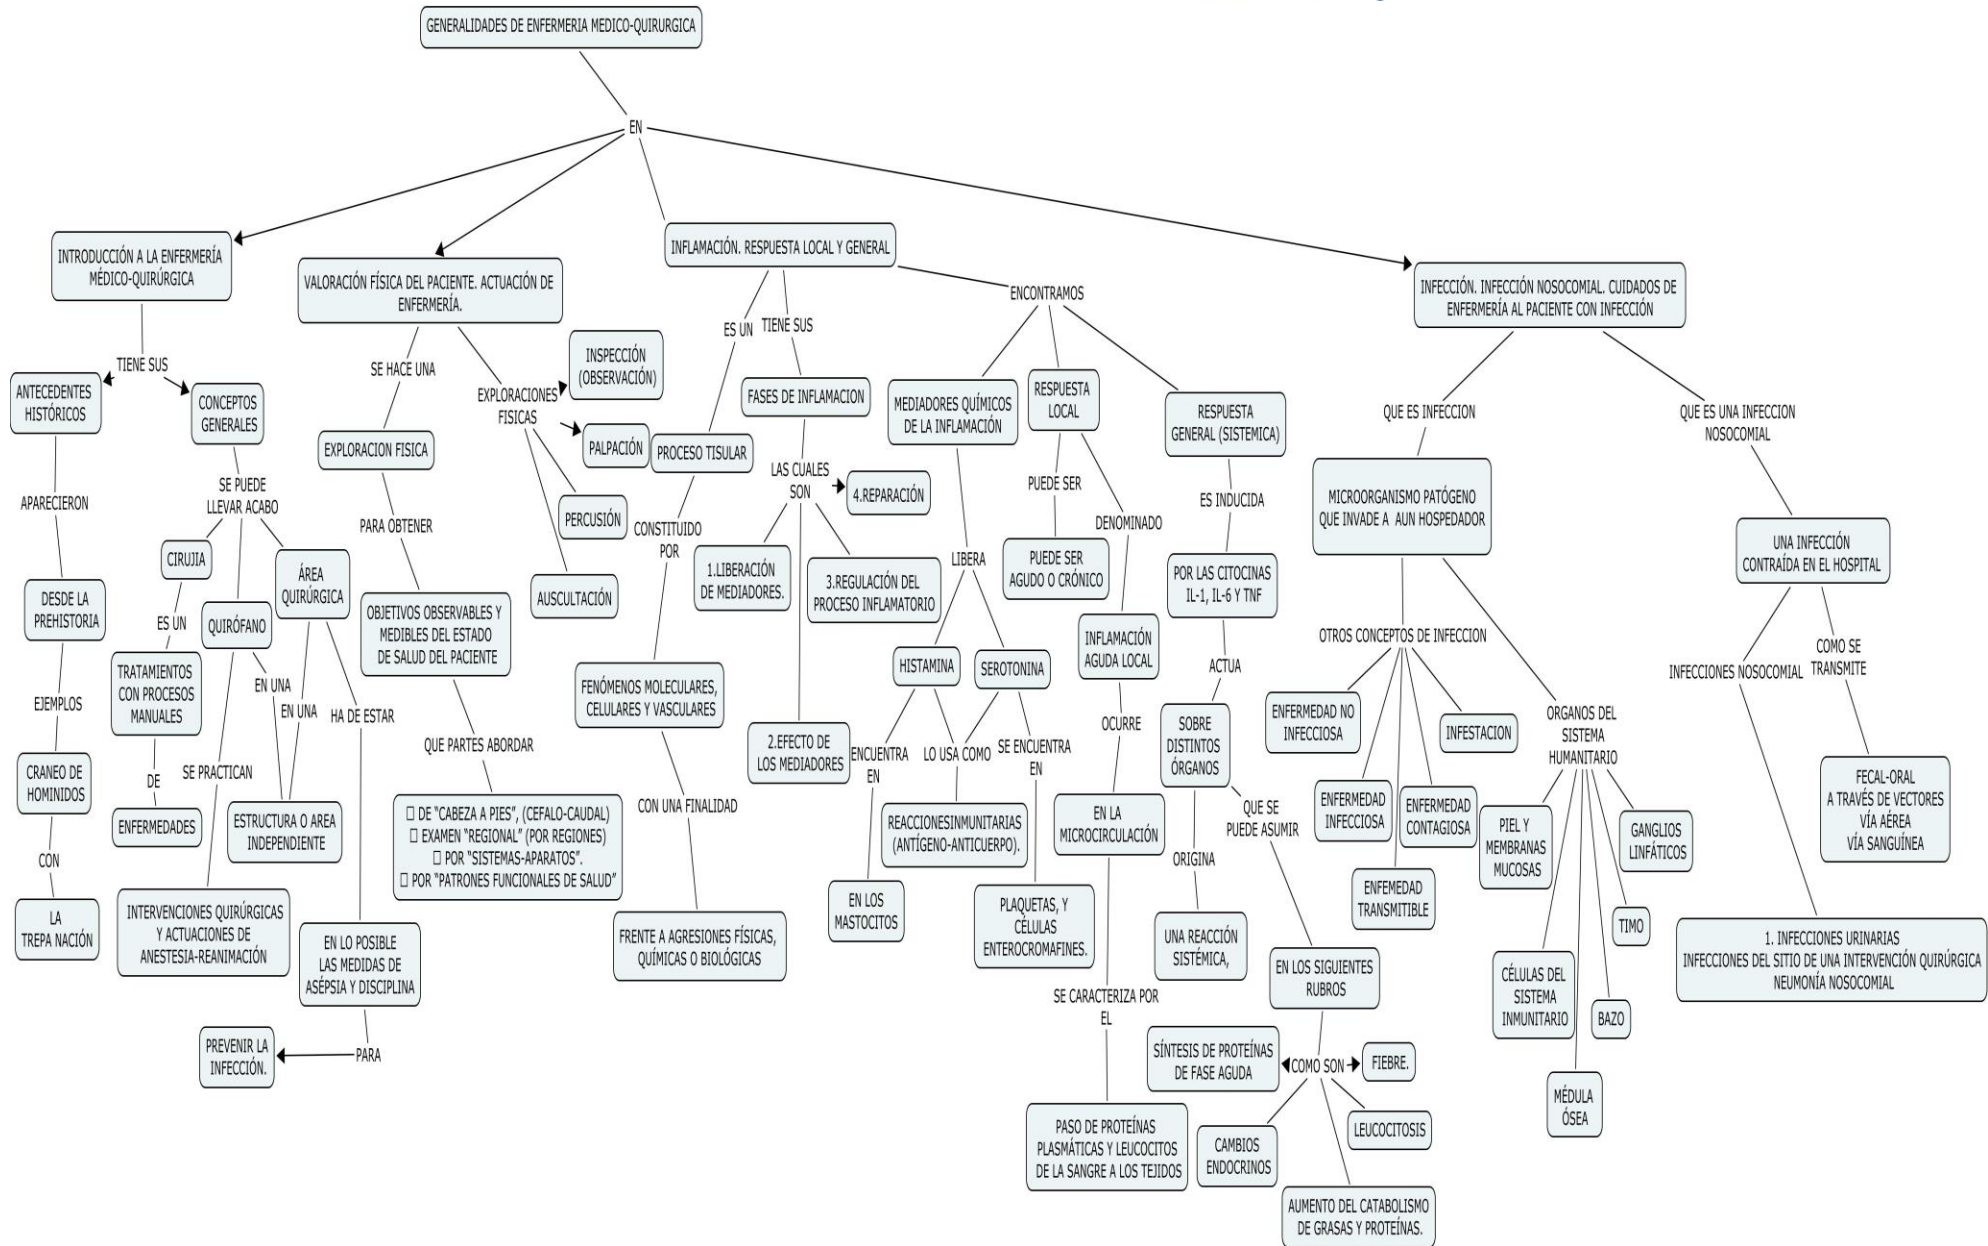 GENERALIDADES DE ENFERMERIA MEDICO-QUIRURGICA
EN
INTRODUCCIÓN A LA ENFERMERÍA
MÉDICO-QUIRÚRGICA
TIENE SUS
ANTECEDENTES
HISTÓRICOS
APARECIERON
DESDE LA
PREHISTORIA
EJEMPLOS
CRANEO DE
HOMINIDOS
CON
LA
TREPA NACIÓN
CONCEPTOS
GENERALES
SE PUEDE
LLEVAR ACABO
CIRUJIA
ES UN
TRATAMIENTOS
CON PROCESOS
MANUALES
DE
ENFERMEDADES
QUIRÓFANO
SE PRACTICAN
INTERVENCIONES QUIRÚRGICAS
Y ACTUACIONES DE
ANESTESIA-REANIMACIÓN
EN UNA
ÁREA
QUIRÚRGICA
EN UNA
ESTRUCTURA O AREA
INDEPENDIENTE
HA DE ESTAR
EN LO POSIBLE
LAS MEDIDAS DE
ASÉPSIA Y DISCIPLINA
PARA
PREVENIR LA
INFECCIÓN.
VALORACIÓN FÍSICA DEL PACIENTE. ACTUACIÓN DE
ENFERMERÍA.
SE HACE UNA
EXPLORACION FISICA
PARA OBTENER
OBJETIVOS OBSERVABLES Y
MEDIBLES DEL ESTADO
DE SALUD DEL PACIENTE
QUE PARTES ABORDAR
□ DE "CABEZA A PIES", (CEFALO-CAUDAL)
□ EXAMEN "REGIONAL" (POR REGIONES)
□ POR "SISTEMAS-APARATOS".
□ POR "PATRONES FUNCIONALES DE SALUD"
EXPLORACIONES
FISICAS
INSPECCIÓN
(OBSERVACIÓN)
PALPACIÓN
PERCUSIÓN
AUSCULTACIÓN
INFLAMACIÓN. RESPUESTA LOCAL Y GENERAL
ES UN
PROCESO TISULAR
CONSTITUIDO
POR
FENÓMENOS MOLECULARES,
CELULARES Y VASCULARES
CON UNA FINALIDAD
FRENTE A AGRESIONES FÍSICAS,
QUÍMICAS O BIOLÓGICAS
TIENE SUS
FASES DE INFLAMACION
LAS CUALES
SON
1.LIBERACIÓN
DE MEDIADORES.
2.EFECTO DE
LOS MEDIADORES
3.REGULACIÓN DEL
PROCESO INFLAMATORIO
4.REPARACIÓN
ENCONTRAMOS
MEDIADORES QUÍMICOS
DE LA INFLAMACIÓN
LIBERA
HISTAMINA
ENCUENTRA
EN
EN LOS
MASTOCITOS
LO USA COMO
REACCIONESINMUNITARIAS
(ANTÍGENO-ANTICUERPO).
SEROTONINA
SE ENCUENTRA
EN
PLAQUETAS, Y
CÉLULAS
ENTEROCROMAFINES.
RESPUESTA
LOCAL
PUEDE SER
PUEDE SER
AGUDO O CRÓNICO
DENOMINADO
INFLAMACIÓN
AGUDA LOCAL
OCURRE
EN LA
MICROCIRCULACIÓN
SE CARACTERIZA POR
EL
PASO DE PROTEÍNAS
PLASMÁTICAS Y LEUCOCITOS
DE LA SANGRE A LOS TEJIDOS
RESPUESTA
GENERAL (SISTEMICA)
ES INDUCIDA
POR LAS CITOCINAS
IL-1, IL-6 Y TNF
ACTUA
SOBRE
DISTINTOS
ÓRGANOS
ORIGINA
UNA REACCIÓN
SISTÉMICA,
QUE SE
PUEDE ASUMIR
EN LOS SIGUIENTES
RUBROS
COMO SON
SÍNTESIS DE PROTEÍNAS
DE FASE AGUDA
FIEBRE.
CAMBIOS
ENDOCRINOS
LEUCOCITOSIS
AUMENTO DEL CATABOLISMO
DE GRASAS Y PROTEÍNAS.
INFECCIÓN. INFECCIÓN NOSOCOMIAL. CUIDADOS DE
ENFERMERÍA AL PACIENTE CON INFECCIÓN
QUE ES INFECCION
MICROORGANISMO PATÓGENO
QUE INVADE A AUN HOSPEDADOR
OTROS CONCEPTOS DE INFECCION
ENFERMEDAD NO
INFECCIOSA
ENFERMEDAD
INFECCIOSA
ENFEMEDAD
TRANSMITIBLE
ENFERMEDAD
CONTAGIOSA
INFESTACION
ORGANOS DEL
SISTEMA
HUMANITARIO
PIEL Y
MEMBRANAS
MUCOSAS
CÉLULAS DEL
SISTEMA
INMUNITARIO
MÉDULA
ÓSEA
BAZO
TIMO
GANGLIOS
LINFÁTICOS
QUE ES UNA INFECCION
NOSOCOMIAL
UNA INFECCIÓN
CONTRAÍDA EN EL HOSPITAL
INFECCIONES NOSOCOMIAL
1. INFECCIONES URINARIAS
INFECCIONES DEL SITIO DE UNA INTERVENCIÓN QUIRÚRGICA
NEUMONÍA NOSOCOMIAL
COMO SE
TRANSMITE
FECAL-ORAL
A TRAVÉS DE VECTORES
VÍA AÉREA
VÍA SANGUÍNEA